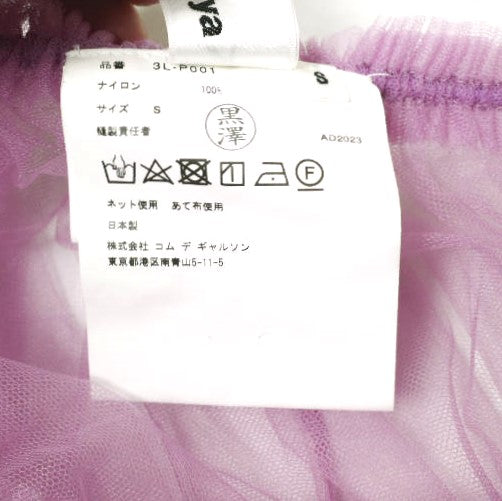 ya
品番 3L-P001
S
ナイロン 100%
サイズ S
縫製責任者 黒澤
AD2023
F
ネット使用 あて布使用
日本製
株式会社 コム デ ギャルソン
東京都港区南青山5-11-5